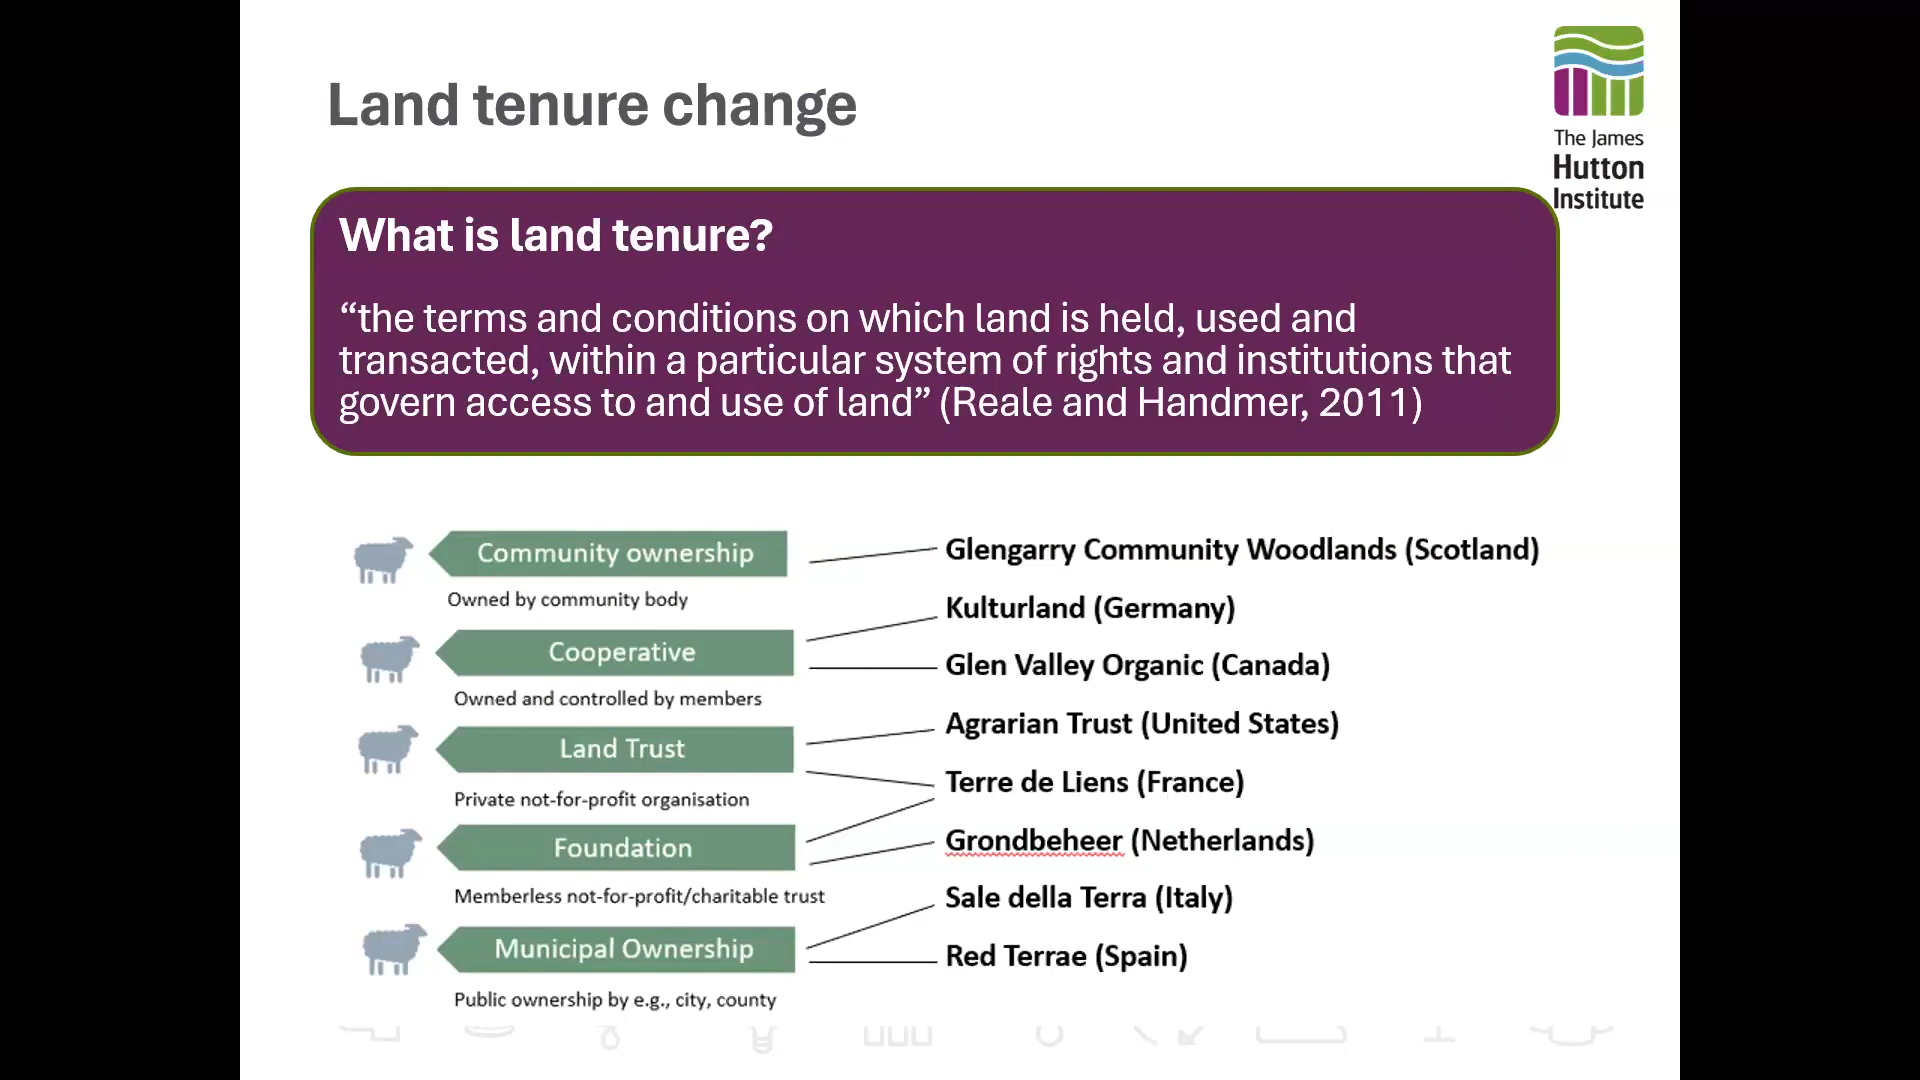 Land tenure change
The James
Hutton
Institute
What is land tenure?
“the terms and conditions on which land is held, used and
transacted, within a particular system of rights and institutions that
govern access to and use of land” (Reale and Handmer, 2011)
Community ownership
Owned by community body
Cooperative
Owned and controlled by members
Land Trust
Private not-for-profit organisation
Foundation
Memberless not-for-profit/charitable trust
Municipal Ownership
Public ownership by e.g., city, county
Glengarry Community Woodlands (Scotland)
Kulturland (Germany)
Glen Valley Organic (Canada)
Agrarian Trust (United States)
Terre de Liens (France)
Grondbeheer (Netherlands)
Sale della Terra (Italy)
Red Terrae (Spain)